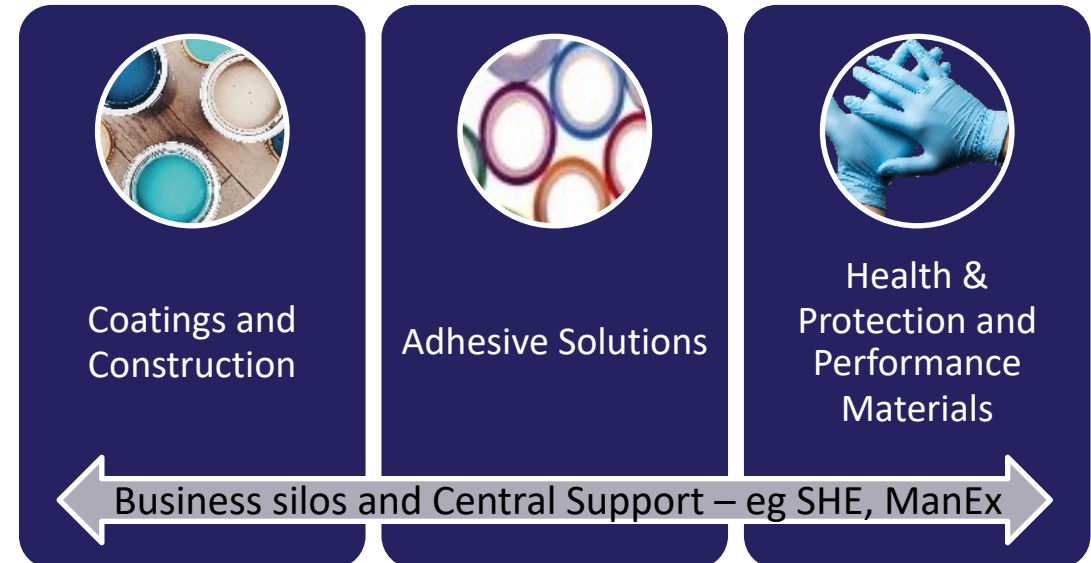 Coatings and
Construction
Adhesive Solutions
Health &
Protection and
Performance
Materials
Business silos and Central Support – eg SHE, ManEx